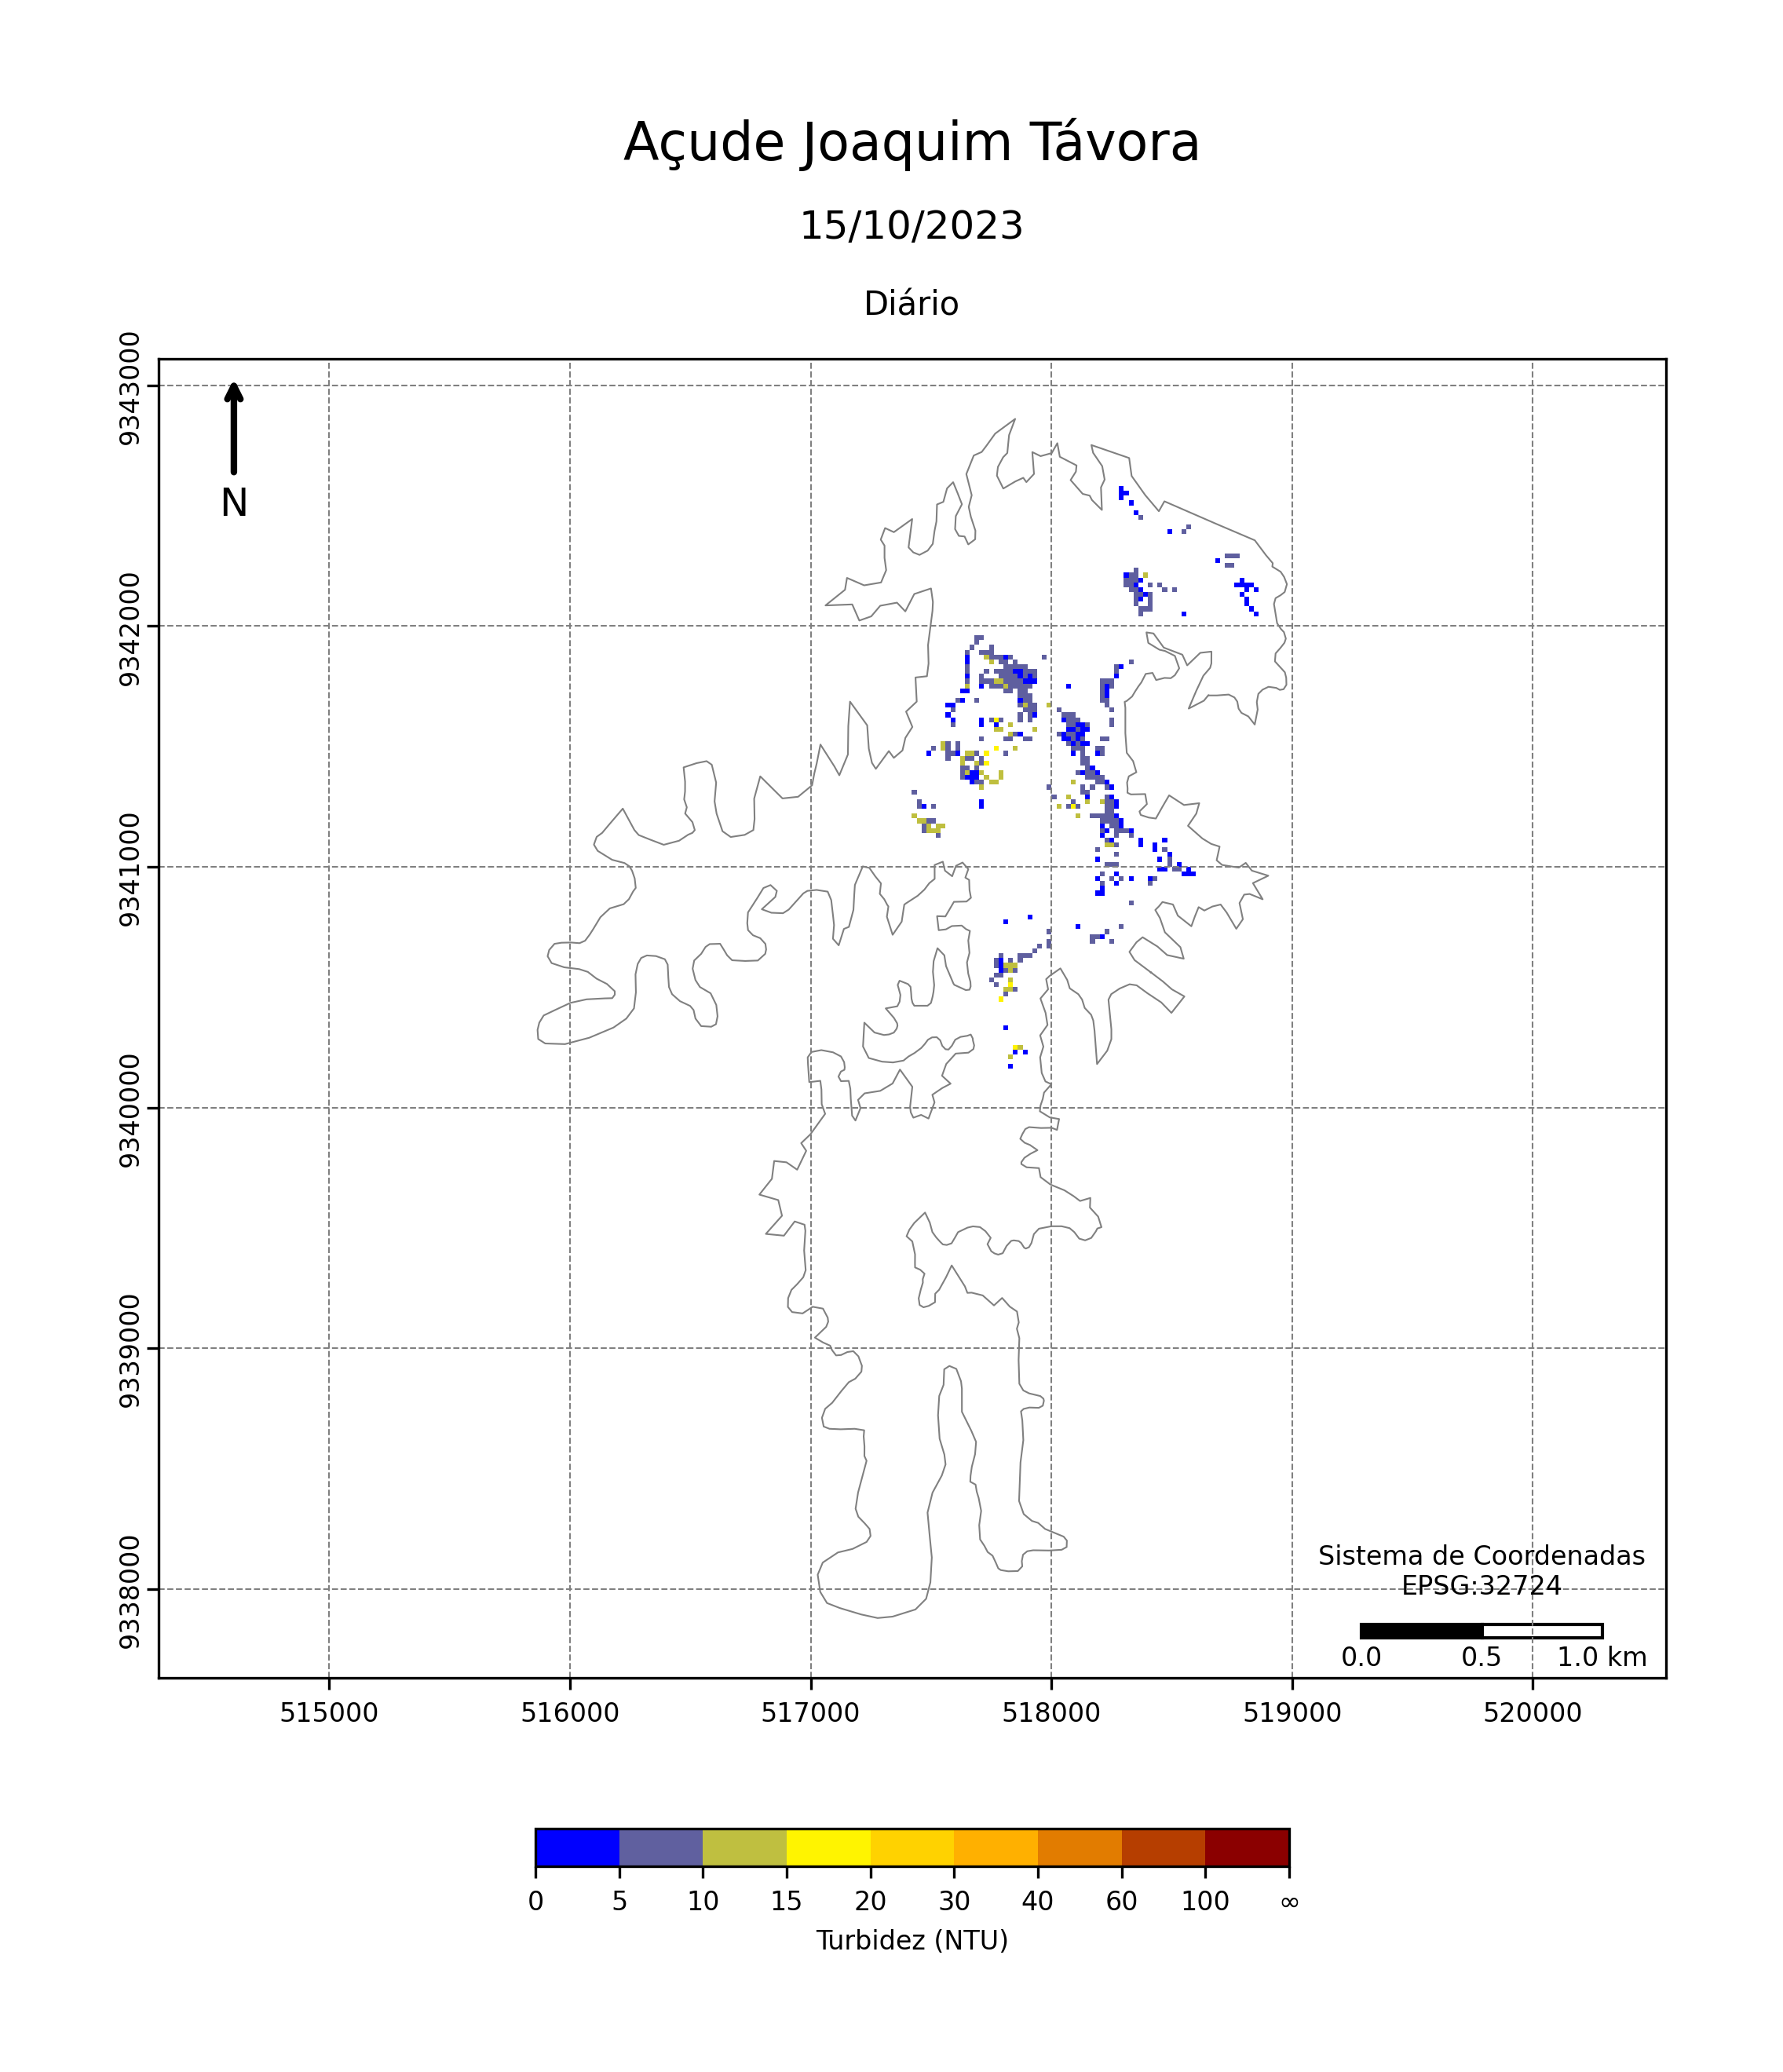 Açude Joaquim Távora
15/10/2023
Diário
9343000
9342000
9341000
9340000
9339000
9338000
N
Sistema de Coordenadas
EPSG:32724
0.0 0.5 1.0 km
515000 516000 517000 518000 519000 520000
0 5 10 15 20 30 40 60 100 ∞
Turbidez (NTU)